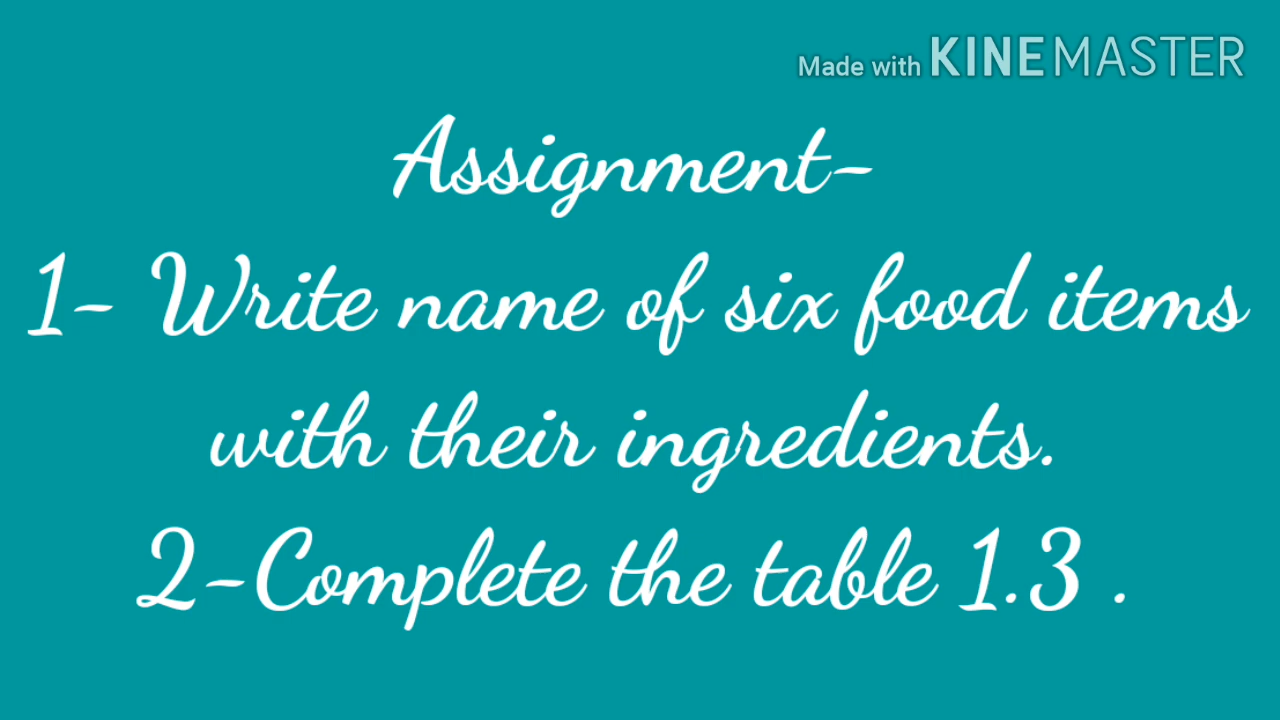 Made with KINEMASTER
Assignment-
1- Write name of six food items
with their ingredients.
2-Complete the table 1.3 .